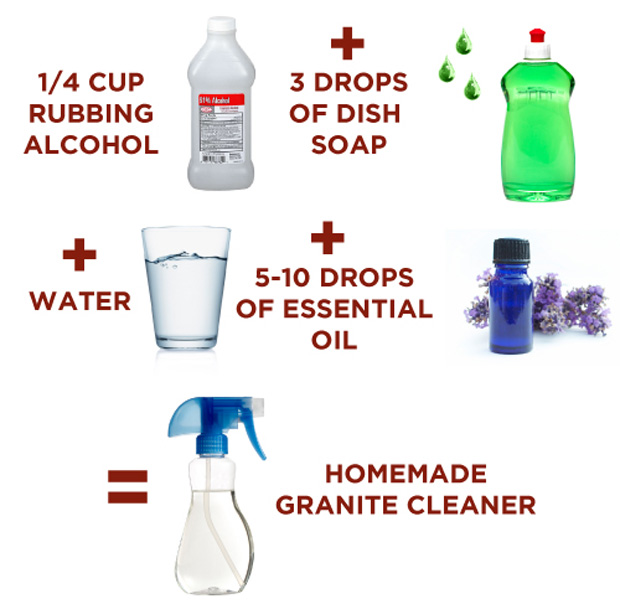 1/4 CUP
RUBBING
ALCOHOL
+
3 DROPS
OF DISH
SOAP
+
WATER
+
5-10 DROPS
OF ESSENTIAL
OIL
=
HOMEMADE
GRANITE CLEANER